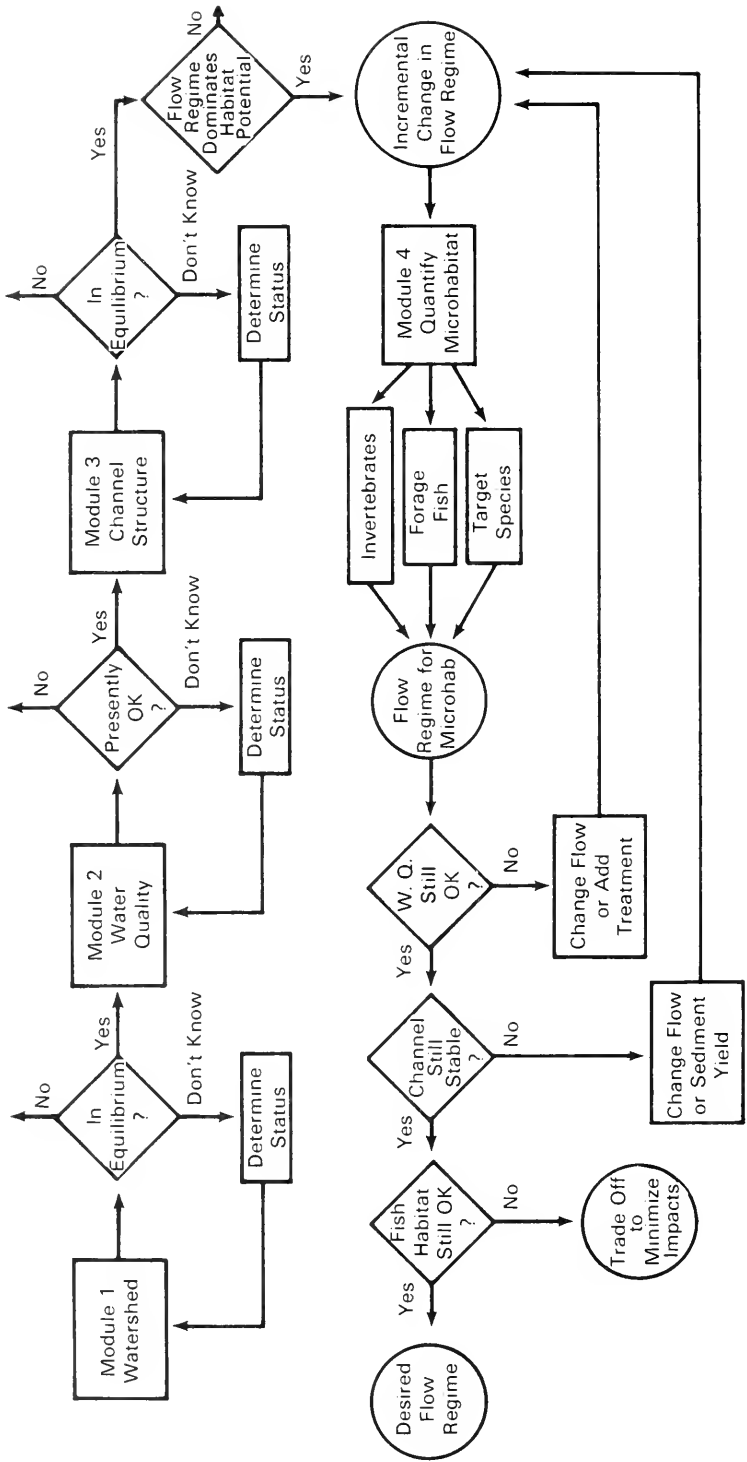 Module 1
Watershed
In
Equilibrium
?
No
Yes
Don't Know
Determine
Status
Module 2
Water
Quality
Presently
OK
?
No
Yes
Don't Know
Determine
Status
Module 3
Channel
Structure
In
Equilibrium
?
No
Yes
Don't Know
Determine
Status
Flow
Regime
Dominates
Habitat
Potential
No
Yes
Incremental
Change in
Flow Regime
Module 4
Quantify
Microhabitat
Invertebrates
Forage
Fish
Target
Species
Flow
Regime for
Microhab
W. Q.
Still
OK
?
Yes
No
Change Flow
or Add
Treatment
Channel
Still
Stable
?
Yes
No
Change Flow
or Sediment
Yield
Fish
Habitat
Still OK
?
Yes
No
Trade Off
to
Minimize
Impacts
Desired
Flow
Regime